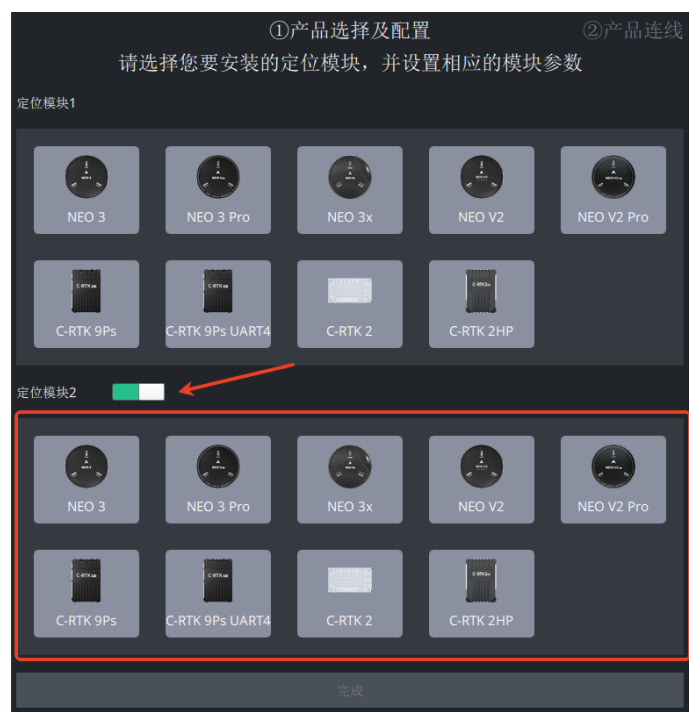 ①产品选择及配置 ②产品连线
请选择您要安装的定位模块，并设置相应的模块参数
定位模块1
NEO 3 NEO 3 Pro NEO 3x NEO V2 NEO V2 Pro
C-RTK 9Ps C-RTK 9Ps UART4 C-RTK 2 C-RTK 2HP
定位模块2
NEO 3 NEO 3 Pro NEO 3x NEO V2 NEO V2 Pro
C-RTK 9Ps C-RTK 9Ps UART4 C-RTK 2 C-RTK 2HP
完成